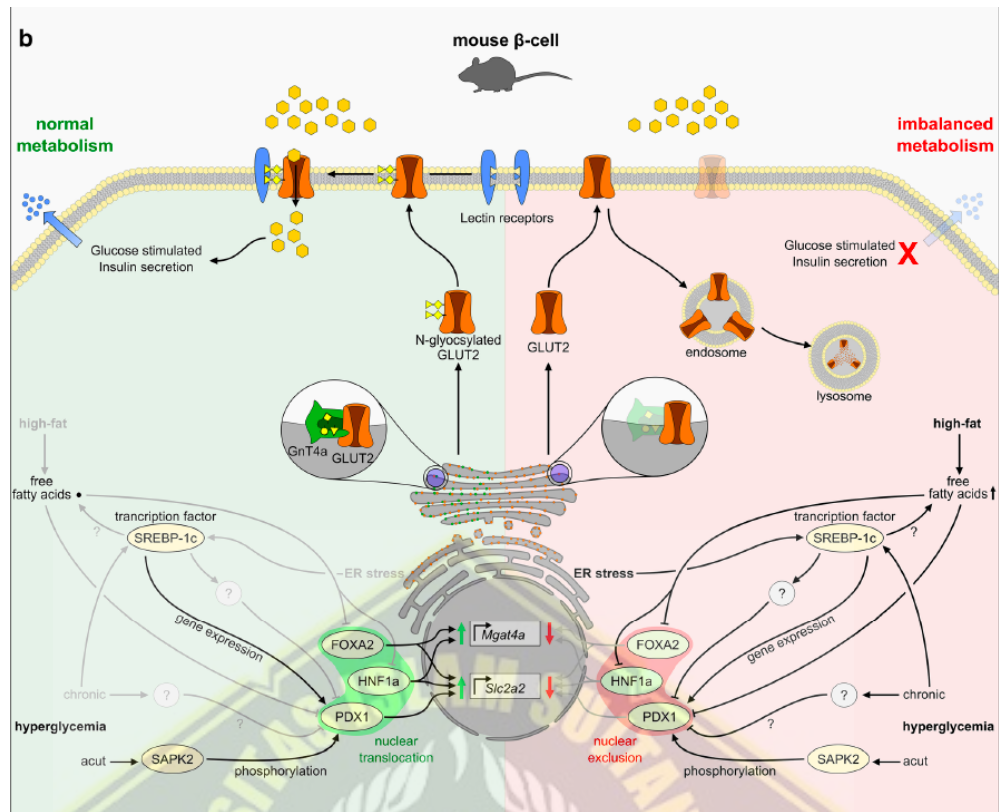 b
mouse β-cell
normal
metabolism
imbalanced
metabolism
Lectin receptors
Glucose stimulated
Insulin secretion
Glucose stimulated
Insulin secretion
X
N-glyocsylated
GLUT2
GLUT2
endosome
lysosome
GnT4a
GLUT2
high-fat
free
fatty acids
?
trancription factor
SREBP-1c
ER stress
?
gene expression
FOXA2
HNF1a
PDX1
Mgat4a
Slc2a2
chronic
?
?
hyperglycemia
acut
SAPK2
phosphorylation
nuclear
translocation
high-fat
free
fatty acids
trancription factor
SREBP-1c
?
ER stress
?
gene expression
FOXA2
HNF1a
PDX1
?
chronic
?
hyperglycemia
nuclear
exclusion
phosphorylation
SAPK2
acut